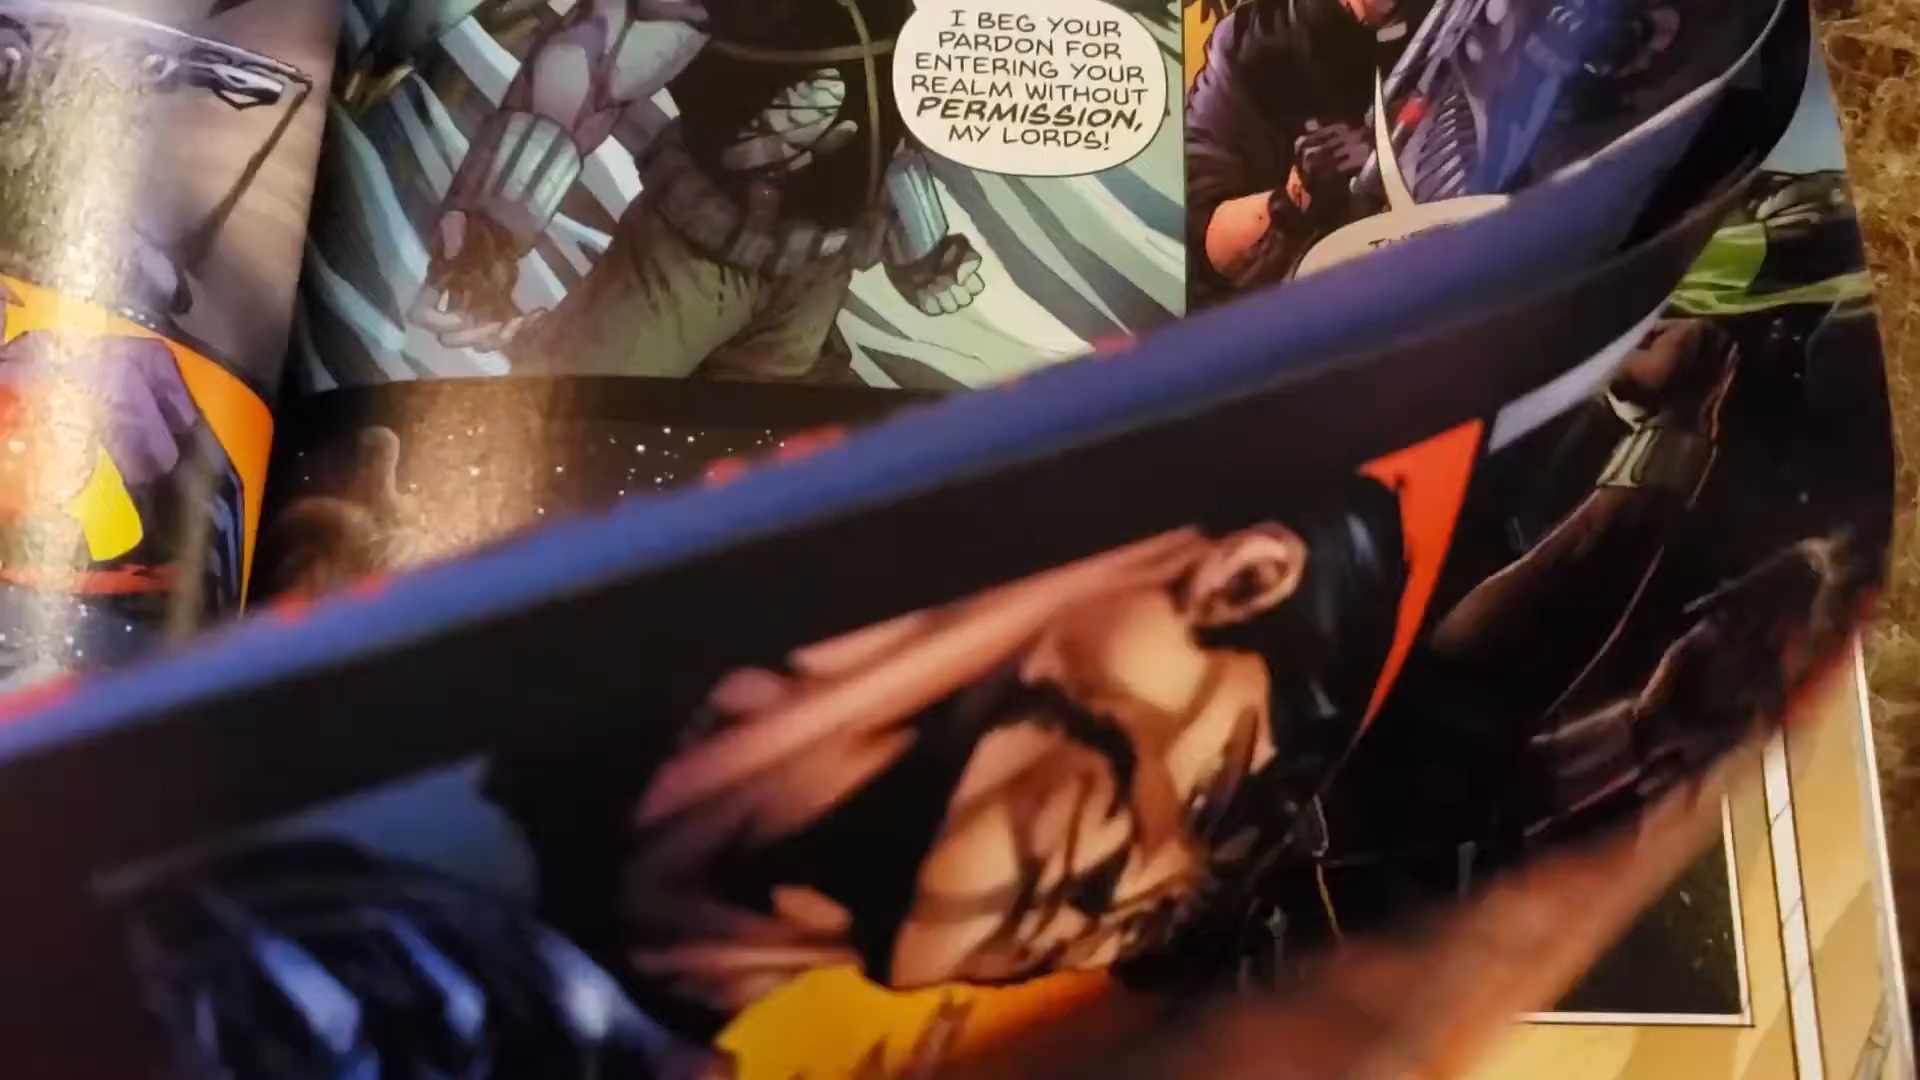 I BEG YOUR
PARDON FOR
ENTERING YOUR
REALM WITHOUT
PERMISSION,
MY LORDS!